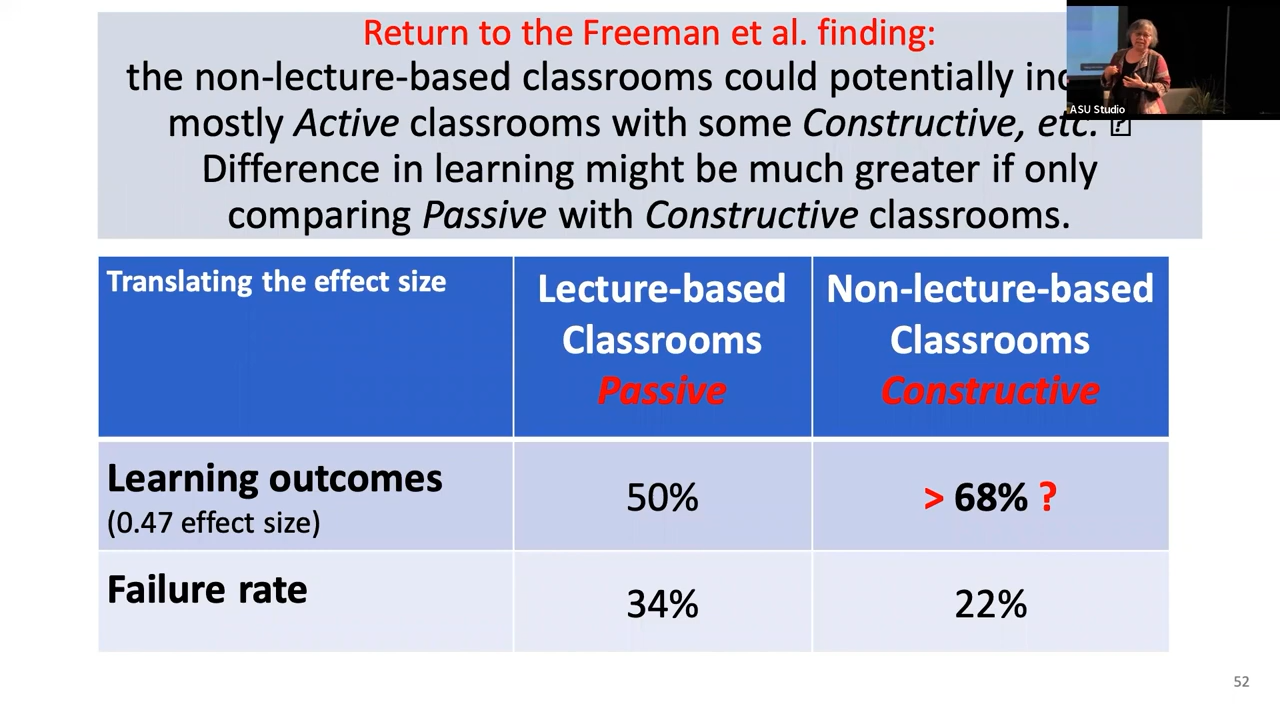 Return to the Freeman et al. finding:
the non-lecture-based classrooms could potentially
mostly Active classrooms with some Constructive, etc.
Difference in learning might be much greater if only
comparing Passive with Constructive classrooms.
ASU Studio
Translating the effect size
Lecture-based
Classrooms
Passive
Non-lecture-based
Classrooms
Constructive
Learning outcomes
(0.47 effect size)
50%
> 68% ?
Failure rate
34%
22%
52